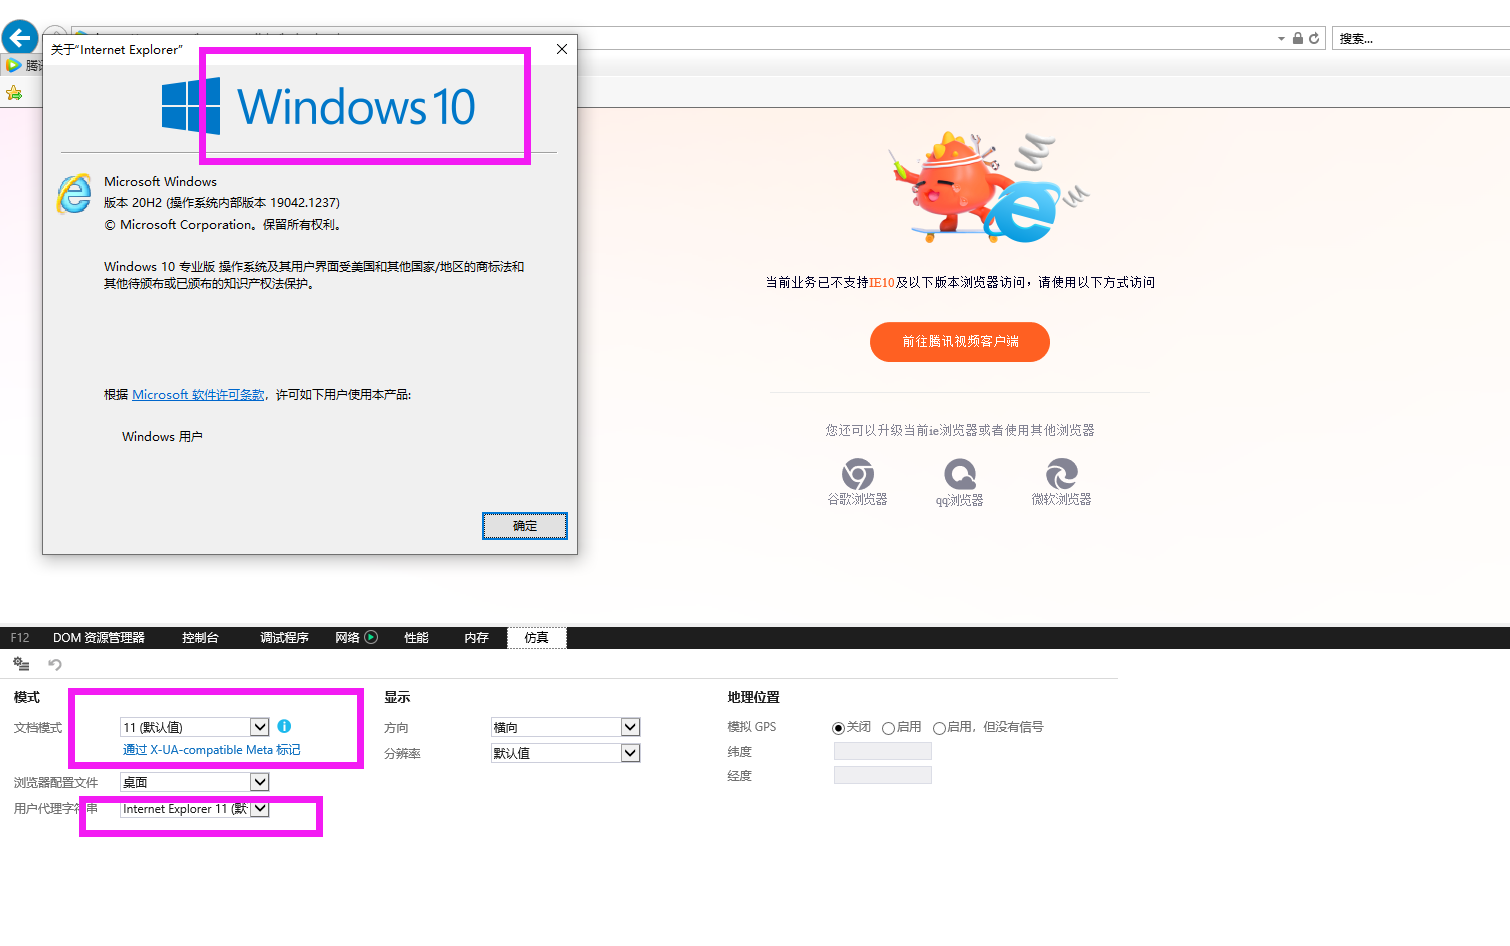 搜索...
关于“Internet Explorer”
Windows 10
Microsoft Windows
版本 20H2 (操作系统内部版本 19042.1237)
© Microsoft Corporation。保留所有权利。
Windows 10 专业版 操作系统及其用户界面受美国和其他国家/地区的商标法和
其他待颁布或已颁布的知识产权法保护。
根据 Microsoft 软件许可条款，许可如下用户使用本产品:
Windows 用户
确定
当前业务已不支持IE10及以下版本浏览器访问，请使用以下方式访问
前往腾讯视频客户端
您还可以升级当前ie浏览器或者使用其他浏览器
谷歌浏览器 qq浏览器 微软浏览器
F12 DOM 资源管理器 控制台 调试程序 网络 性能 内存 仿真
模式 显示 地理位置
文档模式 11 (默认值) 方向 横向 模拟 GPS 关闭 启用 启用，但没有信号
通过 X-UA-compatible Meta 标记 分辨率 默认值 纬度
浏览器配置文件 桌面 经度
用户代理字符串 Internet Explorer 11 (默